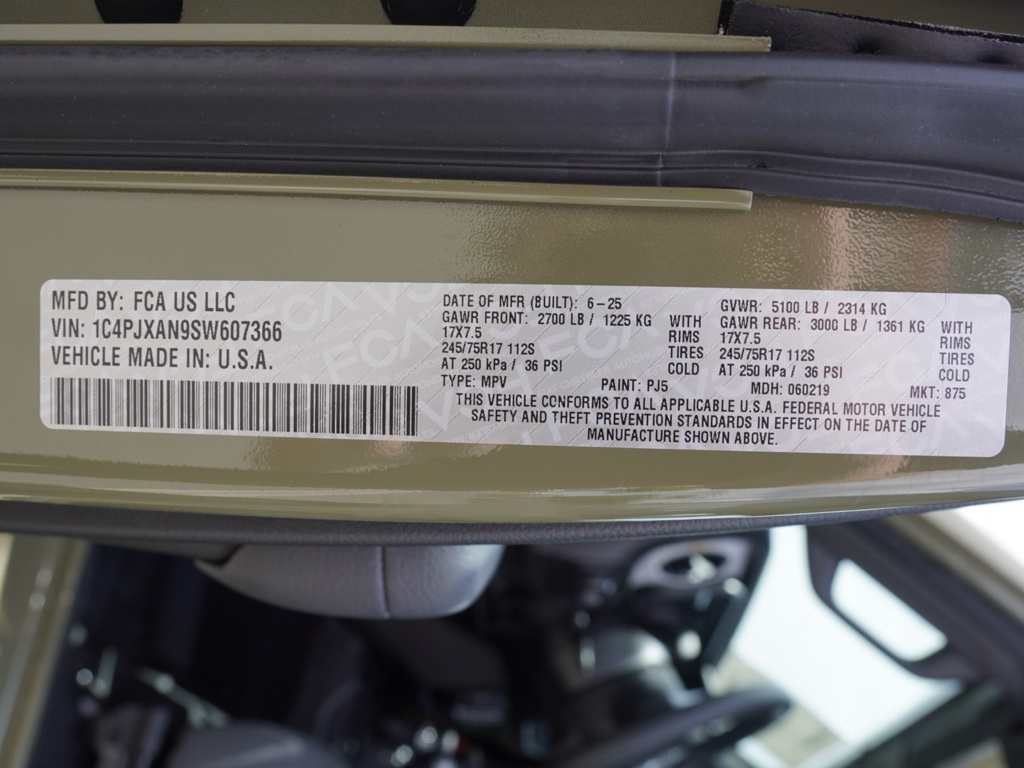 MFD BY: FCA US LLC
VIN: 1C4PJXAN9SW607366
VEHICLE MADE IN: U.S.A.
DATE OF MFR (BUILT): 6-25
GAWR FRONT: 2700 LB / 1225 KG WITH
17X7.5 RIMS
245/75R17 112S TIRES
AT 250 kPa / 36 PSI COLD
GVWR: 5100 LB / 2314 KG
GAWR REAR: 3000 LB / 1361 KG WITH
17X7.5 RIMS
245/75R17 112S TIRES
AT 250 kPa / 36 PSI COLD
TYPE: MPV PAINT: PJ5 MDH: 060219 MKT: 875
THIS VEHICLE CONFORMS TO ALL APPLICABLE U.S.A. FEDERAL MOTOR VEHICLE
SAFETY AND THEFT PREVENTION STANDARDS IN EFFECT ON THE DATE OF
MANUFACTURE SHOWN ABOVE.